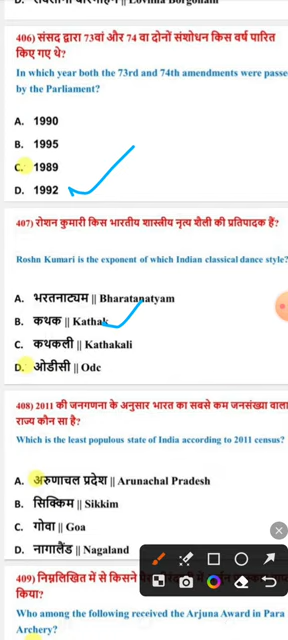 406) संसद द्वारा 73वां और 74 वा दोनों संशोधन किस वर्ष पारित
किए गए थे?
In which year both the 73rd and 74th amendments were passe
by the Parliament?
A. 1990
B. 1995
C. 1989
D. 1992
407) रोशन कुमारी किस भारतीय शास्त्रीय नृत्य शैली की प्रतिपादक हैं?
Roshn Kumari is the exponent of which Indian classical dance style?
A. भरतनाट्यम || Bharatanatyam
B. कथक || Kathak
C. कथकली || Kathakali
D. ओडीसी || Odc
408) 2011 की जनगणना के अनुसार भारत का सबसे कम जनसंख्या वाला
राज्य कौन सा है?
Which is the least populous state of India according to 2011 census?
A. अरुणाचल प्रदेश || Arunachal Pradesh
B. सिक्किम || Sikkim
C. गोवा || Goa
D. नागालैंड || Nagaland
409) निम्नलिखित में से किसने
किया?
Who among the following received the Arjuna Award in Para
Archery?